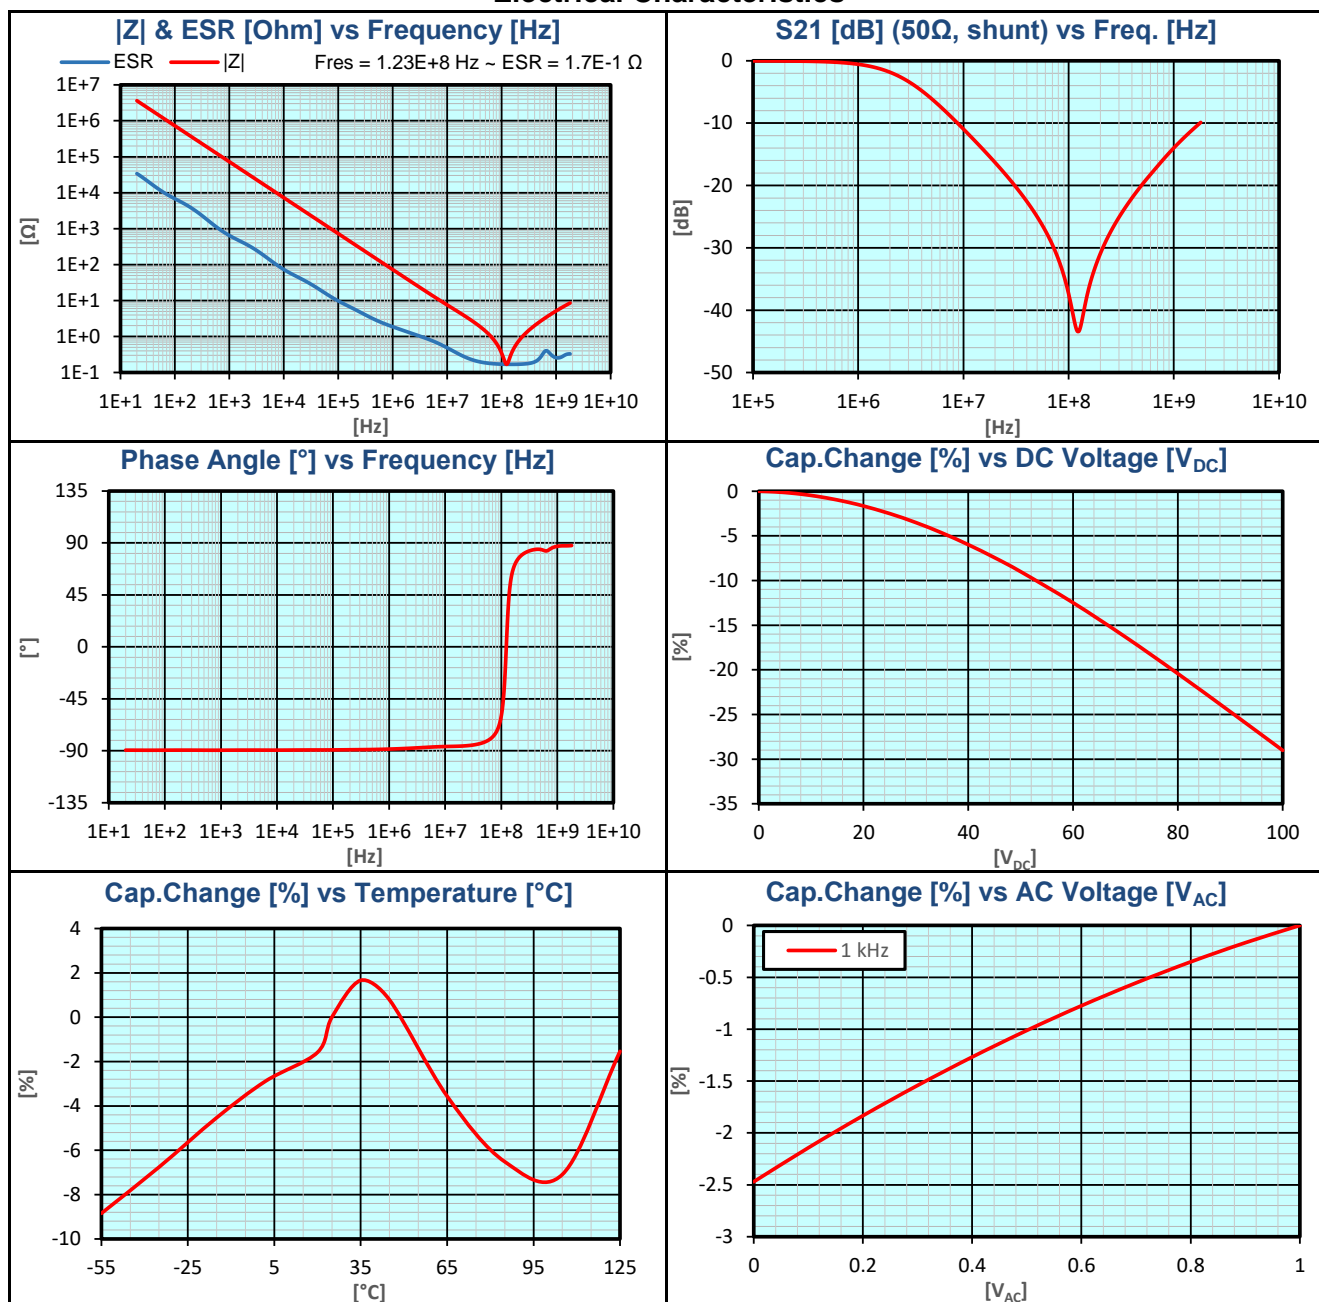 |Z| & ESR [Ohm] vs Frequency [Hz]
ESR |Z| Fres = 1.23E+8 Hz ~ ESR = 1.7E-1 Ω
1E+7
1E+6
1E+5
1E+4
1E+3
1E+2
1E+1
1E+0
1E-1
[Ω]
1E+1 1E+2 1E+3 1E+4 1E+5 1E+6 1E+7 1E+8 1E+9 1E+10
[Hz]
S21 [dB] (50Ω, shunt) vs Freq. [Hz]
0
-10
-20
-30
-40
-50
[dB]
1E+5 1E+6 1E+7 1E+8 1E+9 1E+10
[Hz]
Phase Angle [°] vs Frequency [Hz]
135
90
45
0
-45
-90
-135
[°]
1E+1 1E+2 1E+3 1E+4 1E+5 1E+6 1E+7 1E+8 1E+9 1E+10
[Hz]
Cap.Change [%] vs DC Voltage [VDC]
0
-5
-10
-15
-20
-25
-30
-35
[%]
0 20 40 60 80 100
[VDC]
Cap.Change [%] vs Temperature [°C]
4
2
0
-2
-4
-6
-8
-10
[%]
-55 -25 5 35 65 95 125
[°C]
Cap.Change [%] vs AC Voltage [VAC]
1 kHz
0
-0.5
-1
-1.5
-2
-2.5
-3
[%]
0 0.2 0.4 0.6 0.8 1
[VAC]